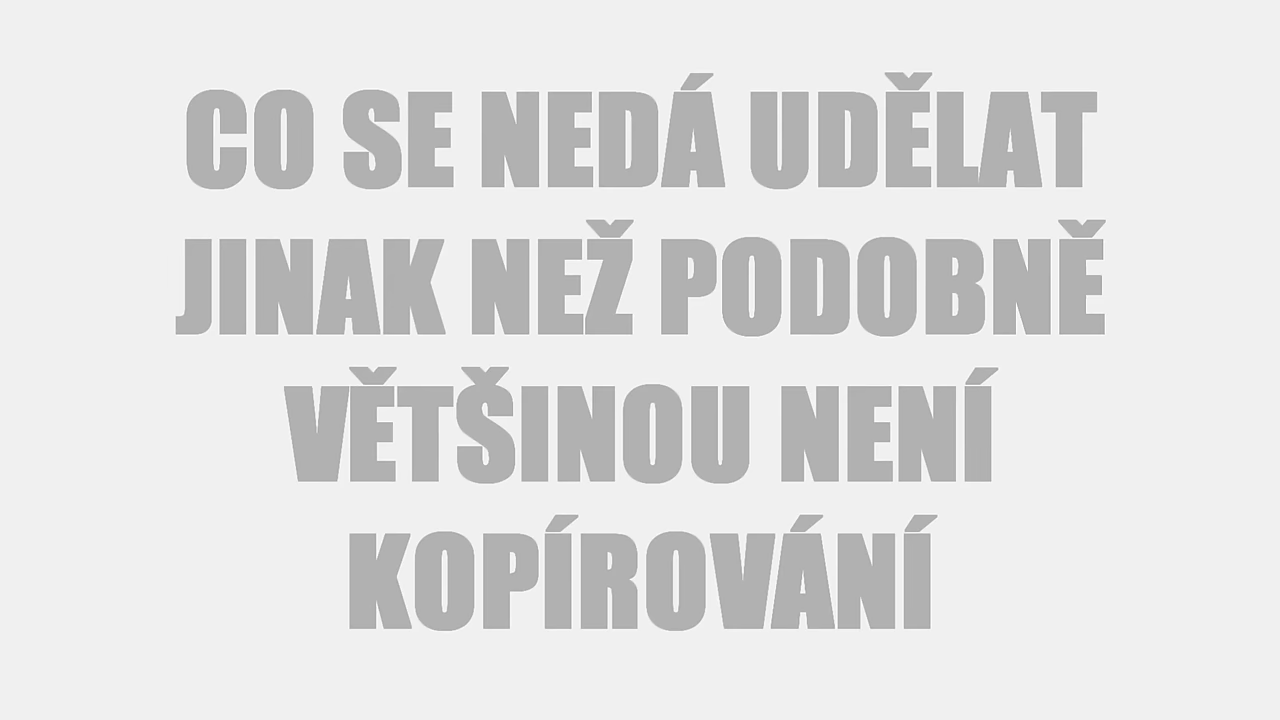 CO SE NEDÁ UDĚLAT
JINAK NEŽ PODOBNĚ
VĚTŠINOU NENÍ
KOPÍROVÁNÍ